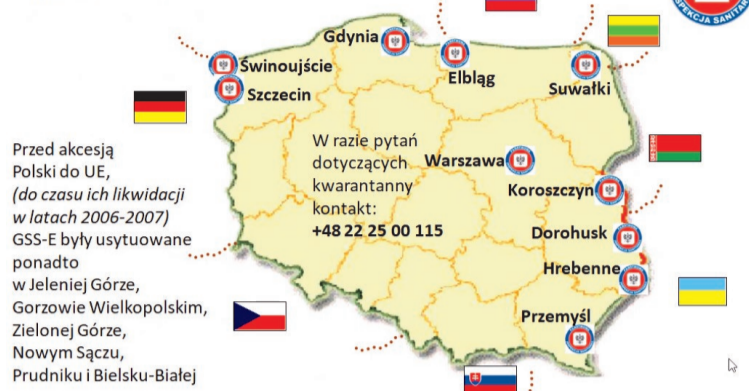 SPEKCJA SANITAR
Gdynia
Świnoujście
Elbląg
Suwałki
Szczecin
Przed akcesją
Polski do UE,
(do czasu ich likwidacji
w latach 2006-2007)
GSS-E były usytuowane
ponadto
w Jeleniej Górze,
Gorzowie Wielkopolskim,
Zielonej Górze,
Nowym Sączu,
Prudniku i Bielsku-Białej
W razie pytań
dotyczących
kwarantanny
kontakt:
+48 22 25 00 115
Warszawa
Koroszczyn
Dorohusk
Hrebenne
Przemyśl